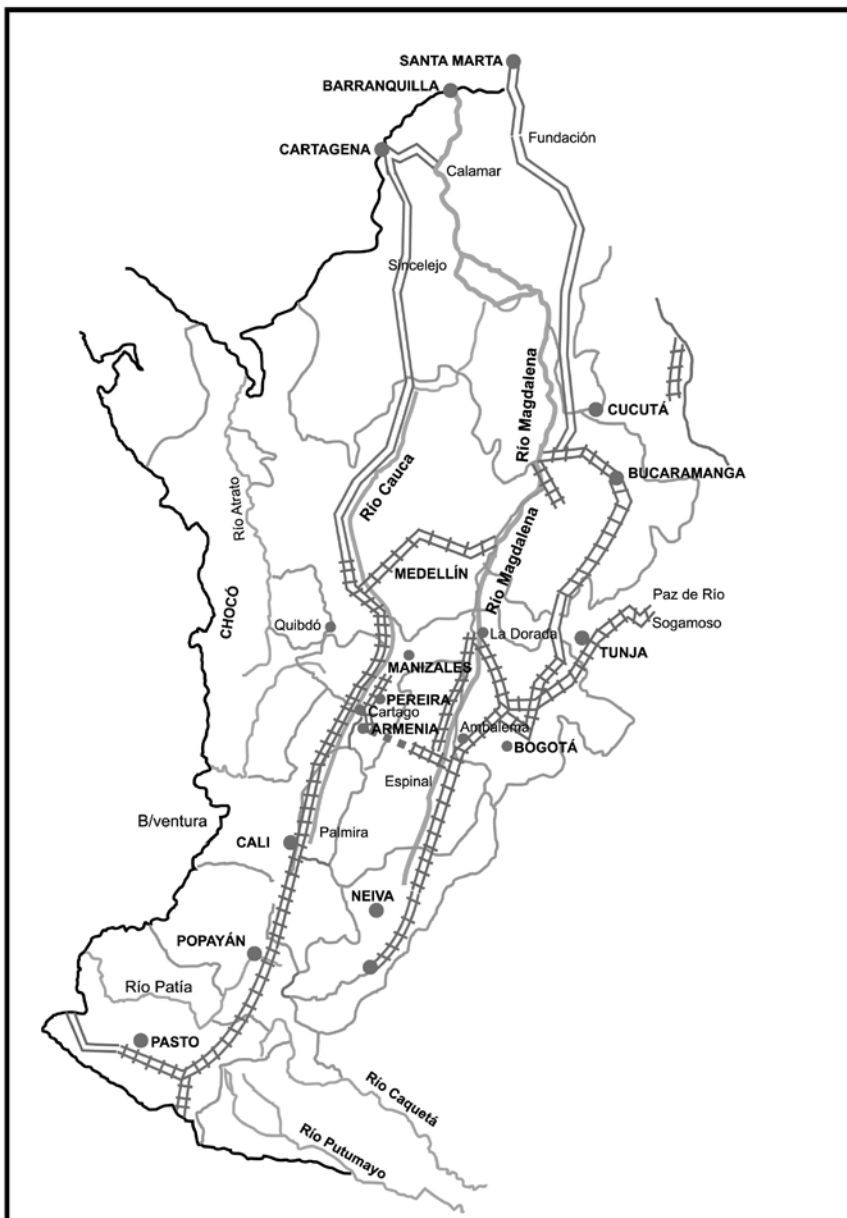 SANTA MARTA
BARRANQUILLA
Fundación
CARTAGENA
Calamar
Sincelejo
Río Magdalena
CUCUTÁ
BUCARAMANGA
Río Cauca
Río Atrato
Río Magdalena
MEDELLÍN
CHOCÓ
Paz de Río
Quibdó
La Dorada
Sogamoso
TUNJA
MANIZALES
PEREIRA
Cartago
ARMENIA
Ambalema
BOGOTÁ
Espinal
B/ventura
Palmira
CALI
NEIVA
POPAYÁN
Río Patía
PASTO
Río Caquetá
Río Putumayo